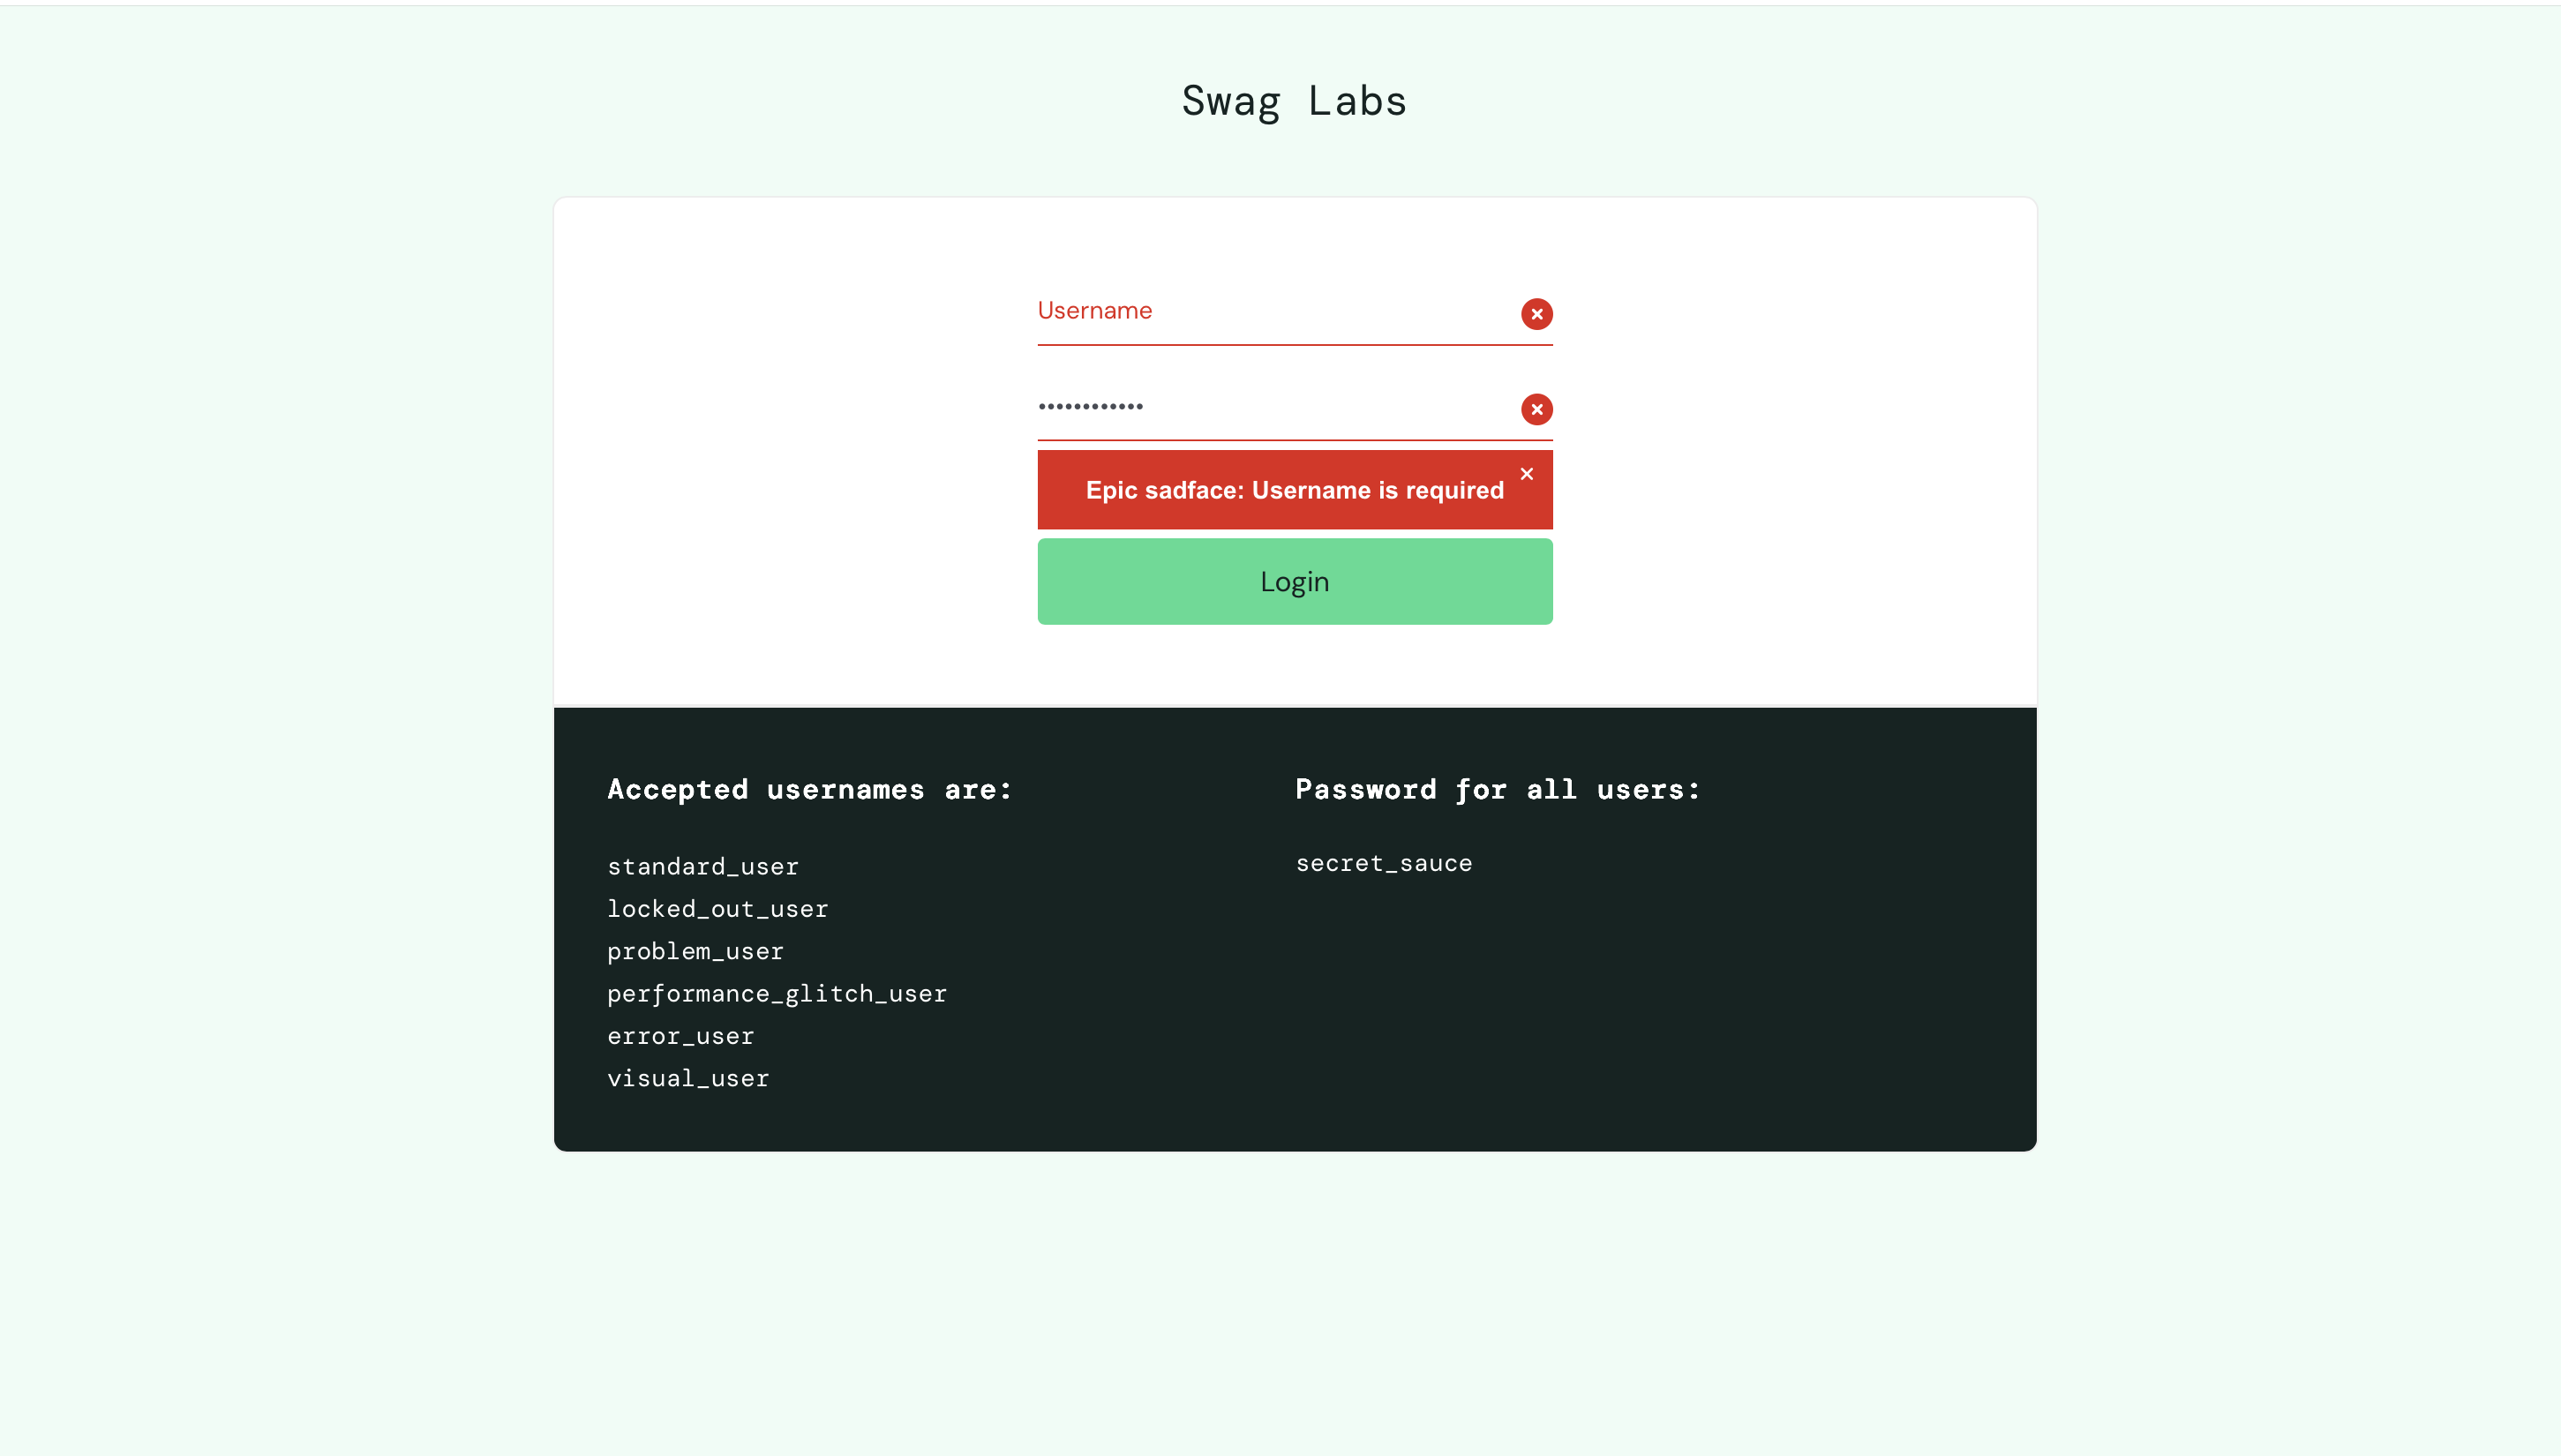 Swag Labs
Username
••••••••••••
Epic sadface: Username is required
Login
Accepted usernames are:
standard_user
locked_out_user
problem_user
performance_glitch_user
error_user
visual_user
Password for all users:
secret_sauce